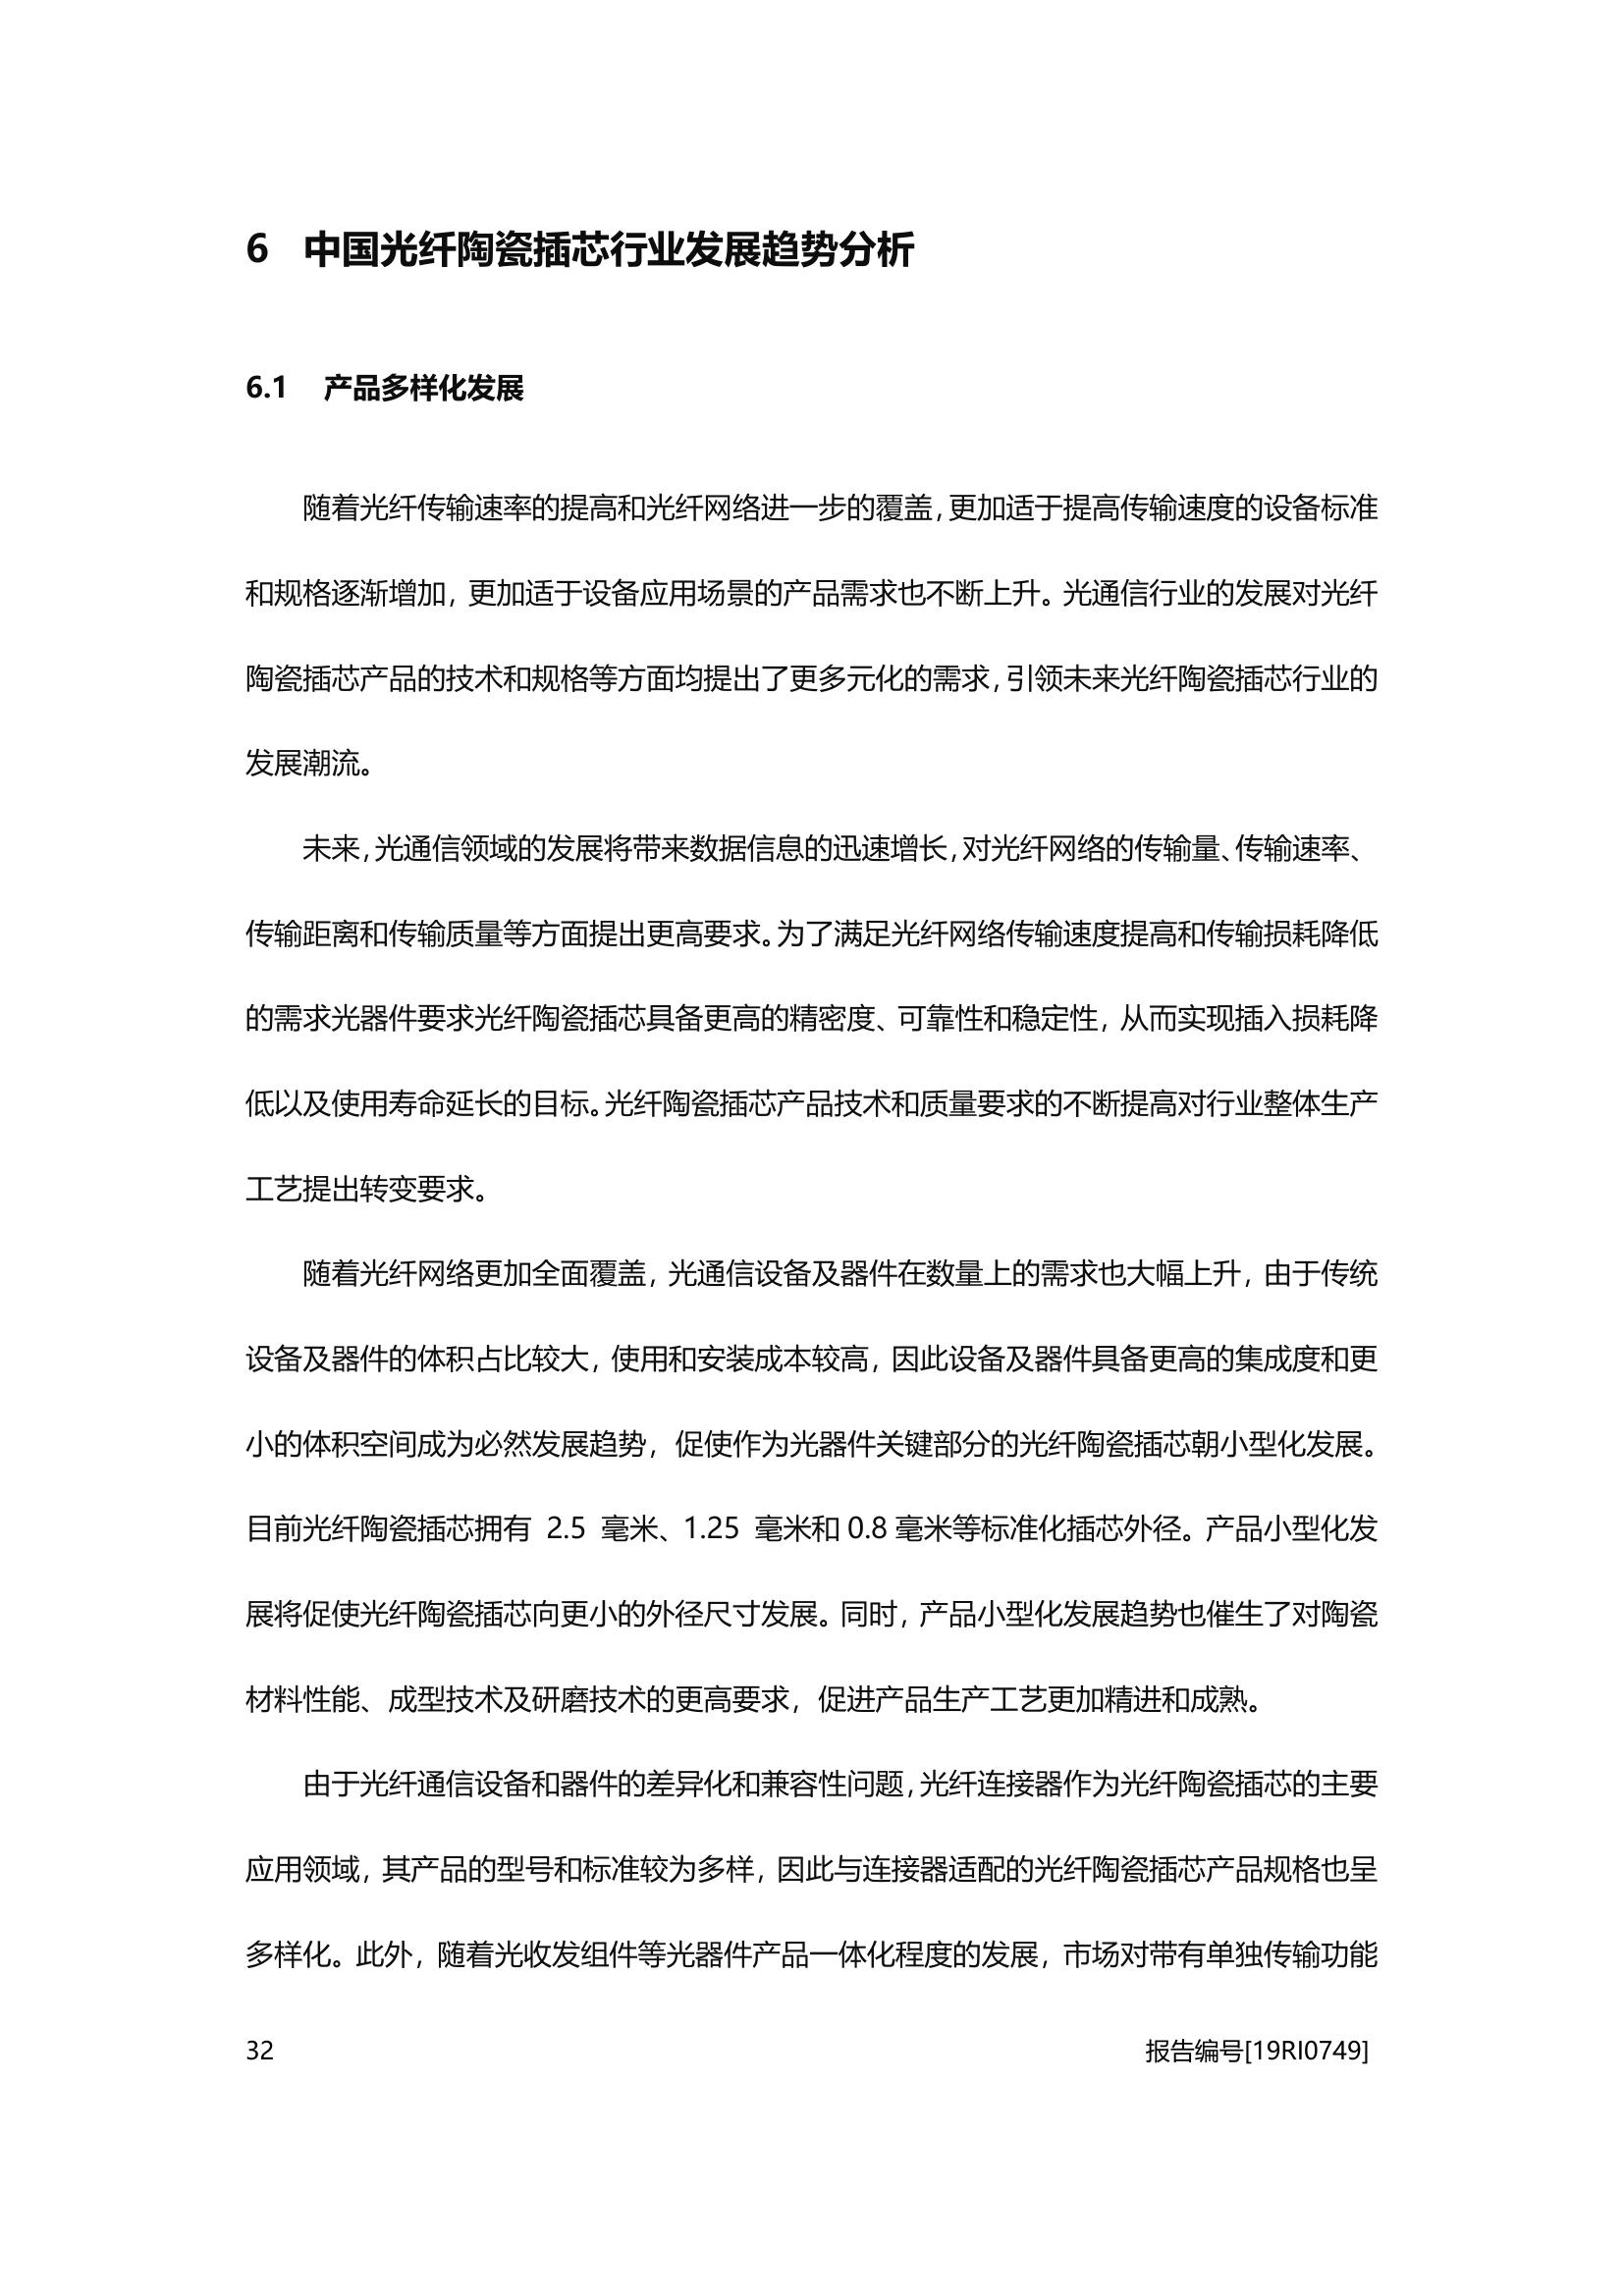 6 中国光纤陶瓷插芯行业发展趋势分析
6.1 产品多样化发展
随着光纤传输速率的提高和光纤网络进一步的覆盖，更加适于提高传输速度的设备标准
和规格逐渐增加，更加适于设备应用场景的产品需求也不断上升。光通信行业的发展对光纤
陶瓷插芯产品的技术和规格等方面均提出了更多元化的需求，引领未来光纤陶瓷插芯行业的
发展潮流。
未来，光通信领域的发展将带来数据信息的迅速增长，对光纤网络的传输量、传输速率、
传输距离和传输质量等方面提出更高要求。为了满足光纤网络传输速度提高和传输损耗降低
的需求光器件要求光纤陶瓷插芯具备更高的精密度、可靠性和稳定性，从而实现插入损耗降
低以及使用寿命延长的目标。光纤陶瓷插芯产品技术和质量要求的不断提高对行业整体生产
工艺提出转变要求。
随着光纤网络更加全面覆盖，光通信设备及器件在数量上的需求也大幅上升，由于传统
设备及器件的体积占比较大，使用和安装成本较高，因此设备及器件具备更高的集成度和更
小的体积空间成为必然发展趋势，促使作为光器件关键部分的光纤陶瓷插芯朝小型化发展。
目前光纤陶瓷插芯拥有 2.5 毫米、1.25 毫米和 0.8 毫米等标准化插芯外径。产品小型化发
展将促使光纤陶瓷插芯向更小的外径尺寸发展。同时，产品小型化发展趋势也催生了对陶瓷
材料性能、成型技术及研磨技术的更高要求，促进产品生产工艺更加精进和成熟。
由于光纤通信设备和器件的差异化和兼容性问题，光纤连接器作为光纤陶瓷插芯的主要
应用领域，其产品的型号和标准较为多样，因此与连接器适配的光纤陶瓷插芯产品规格也呈
多样化。此外，随着光收发组件等光器件产品一体化程度的发展，市场对带有单独传输功能
32 报告编号[19RI0749]